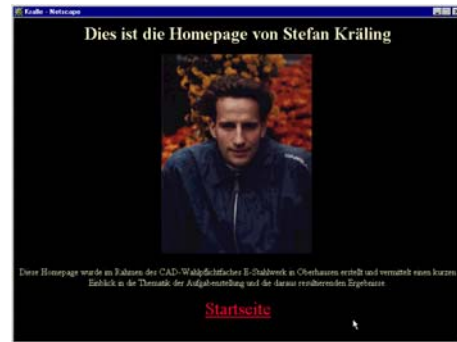 Kralle - Netscape
Dies ist die Homepage von Stefan Kräling
Diese Homepage wurde im Rahmen des CAD-Wahlpflichtfaches E-Stahlwerk in Oberhausen erstellt und vermittelt einen kurzen
Einblick in die Thematik der Aufgabenstellung und die daraus resultierenden Ergebnisse.
Startseite